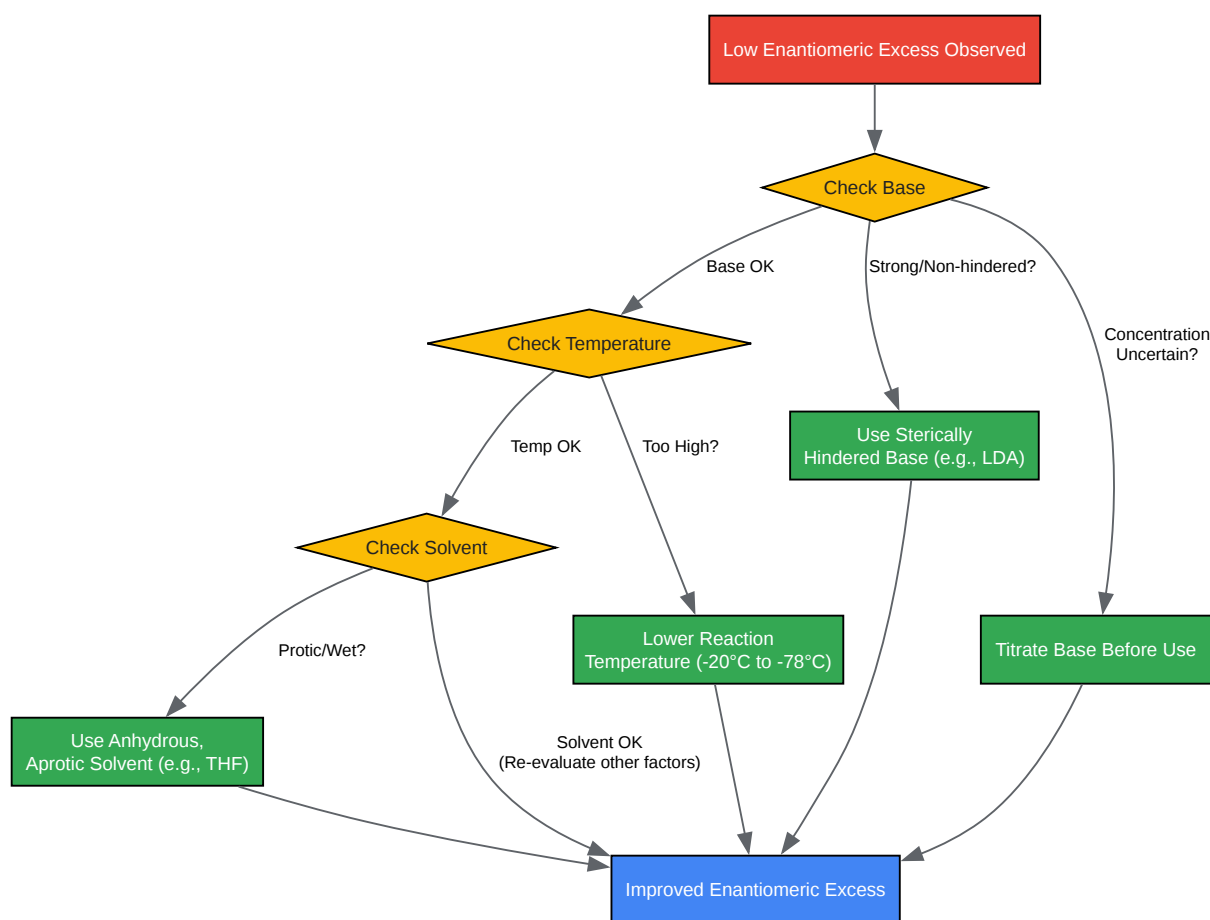 Low Enantiomeric Excess Observed
Check Base
Base OK
Strong/Non-hindered?
Concentration
Uncertain?
Check Temperature
Temp OK
Too High?
Use Sterically
Hindered Base (e.g., LDA)
Check Solvent
Protic/Wet?
Lower Reaction
Temperature (-20°C to -78°C)
Titrate Base Before Use
Use Anhydrous,
Aprotic Solvent (e.g., THF)
Solvent OK
(Re-evaluate other factors)
Improved Enantiomeric Excess